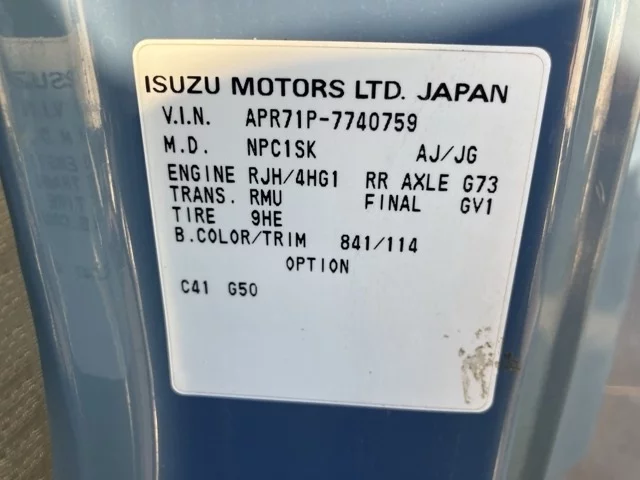 ISUZU MOTORS LTD. JAPAN
V.I.N. APR71P-7740759
M.D. NPC1SK AJ/JG
ENGINE RJH/4HG1 RR AXLE G73
TRANS. RMU FINAL GV1
TIRE 9HE
B.COLOR/TRIM 841/114
OPTION
C41 G50